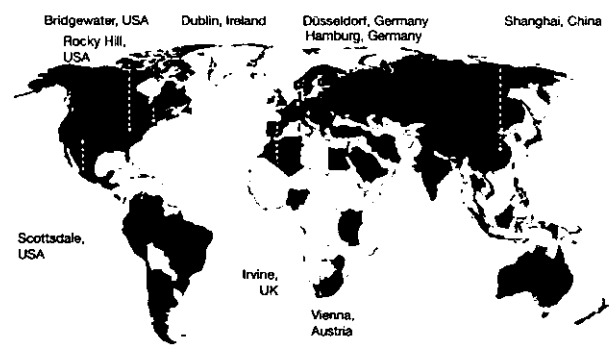 Bridgewater, USA
Dublin, Ireland
Düsseldorf, Germany
Hamburg, Germany
Shanghai, China
Rocky Hill,
USA
Scottsdale,
USA
Irvine,
UK
Vienna,
Austria